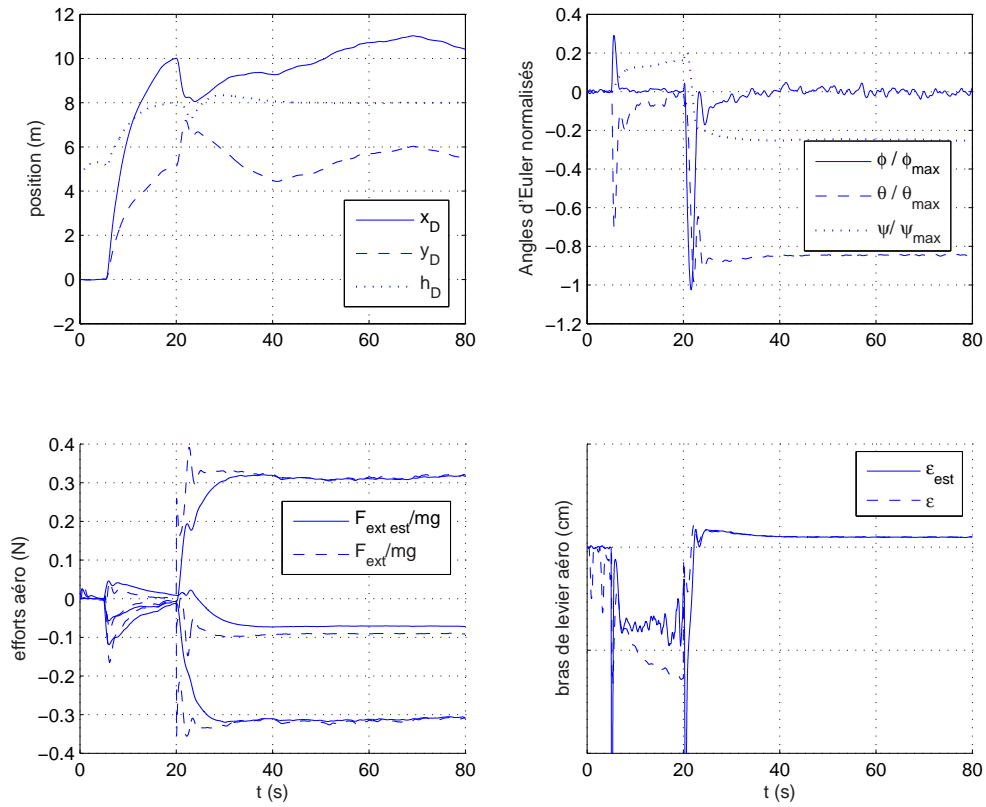 12
10
8
6
4
2
0
−2
position (m)
0
20
40
60
80
x_D
y_D
h_D
0.4
0.2
0
−0.2
−0.4
−0.6
−0.8
−1
−1.2
Angles d'Euler normalisés
0
20
40
60
80
ϕ / ϕ_max
θ / θ_max
ψ/ ψ_max
0.4
0.3
0.2
0.1
0
−0.1
−0.2
−0.3
−0.4
efforts aéro (N)
0
20
40
60
80
t (s)
F_ext est/mg
F_ext/mg
bras de levier aéro (cm)
0
20
40
60
80
t (s)
ε_est
ε